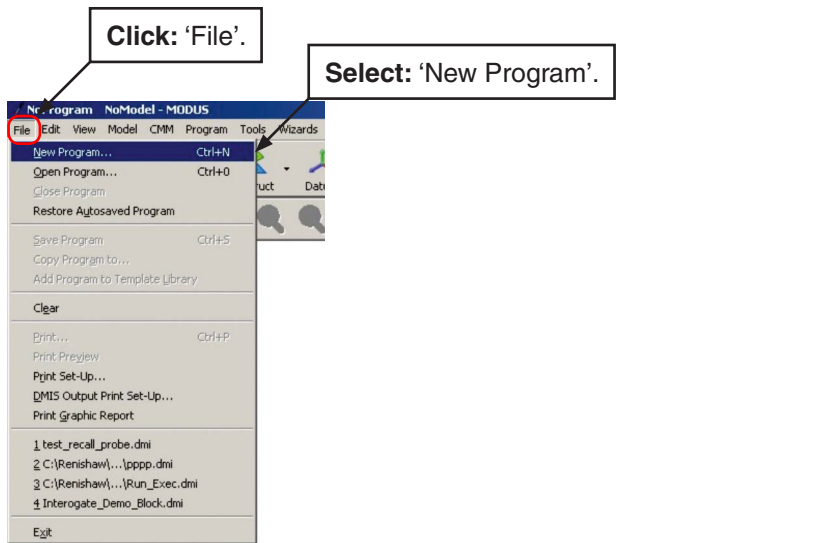 Click: ‘File’.
Select: ‘New Program’.
NoProgram NoModel - MODUS
File Edit View Model CMM Program Tools Wizards
New Program... Ctrl+N
Open Program... Ctrl+O
Close Program
Restore Autosaved Program
Save Program Ctrl+S
Copy Program to...
Add Program to Template Library
Clear
Print... Ctrl+P
Print Preview
Print Set-Up...
DMIS Output Print Set-Up...
Print Graphic Report
1 test_recall_probe.dmi
2 C:\Renishaw\...\pppp.dmi
3 C:\Renishaw\...\Run_Exec.dmi
4 Interogate_Demo_Block.dmi
Exit
uct Datu